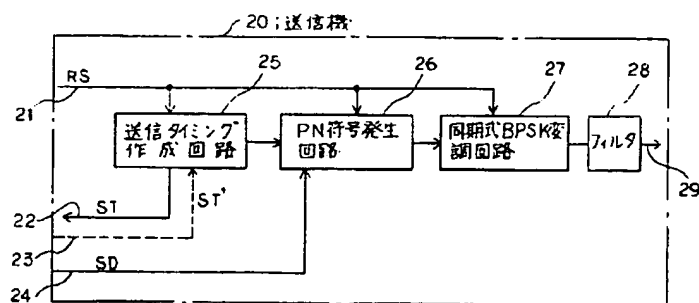 20;送信機
RS
21
25
送信タイミング
作成回路
26
PN符号発生
回路
27
同期式BPSK変
調回路
28
フィルタ
29
22
ST
ST'
23
SD
24